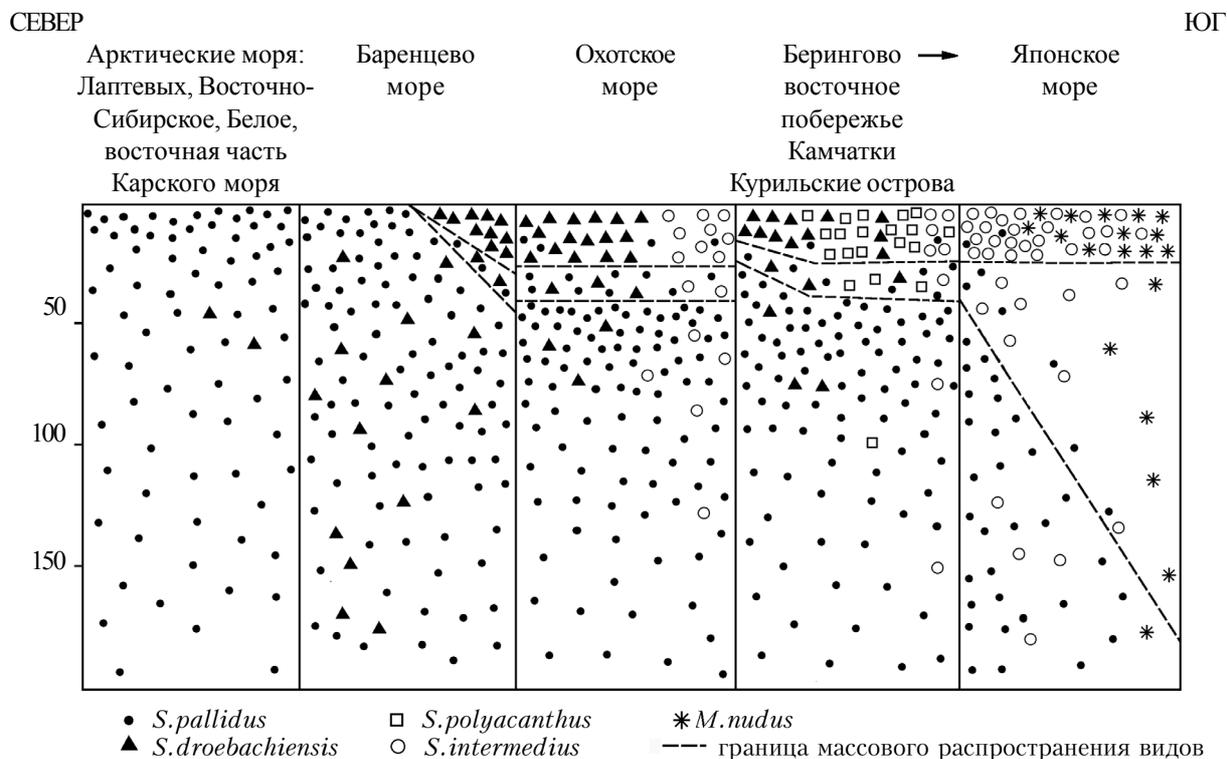 СЕВЕР
ЮГ
Арктические моря:
Лаптевых, Восточно-
Сибирское, Белое,
восточная часть
Карского моря
Баренцево
море
Охотское
море
Берингово
восточное
побережье
Камчатки
Курильские острова
Японское
море
50
100
150
S.pallidus
S.droebachiensis
S.polyacanthus
S.intermedius
M.nudus
граница массового распространения видов